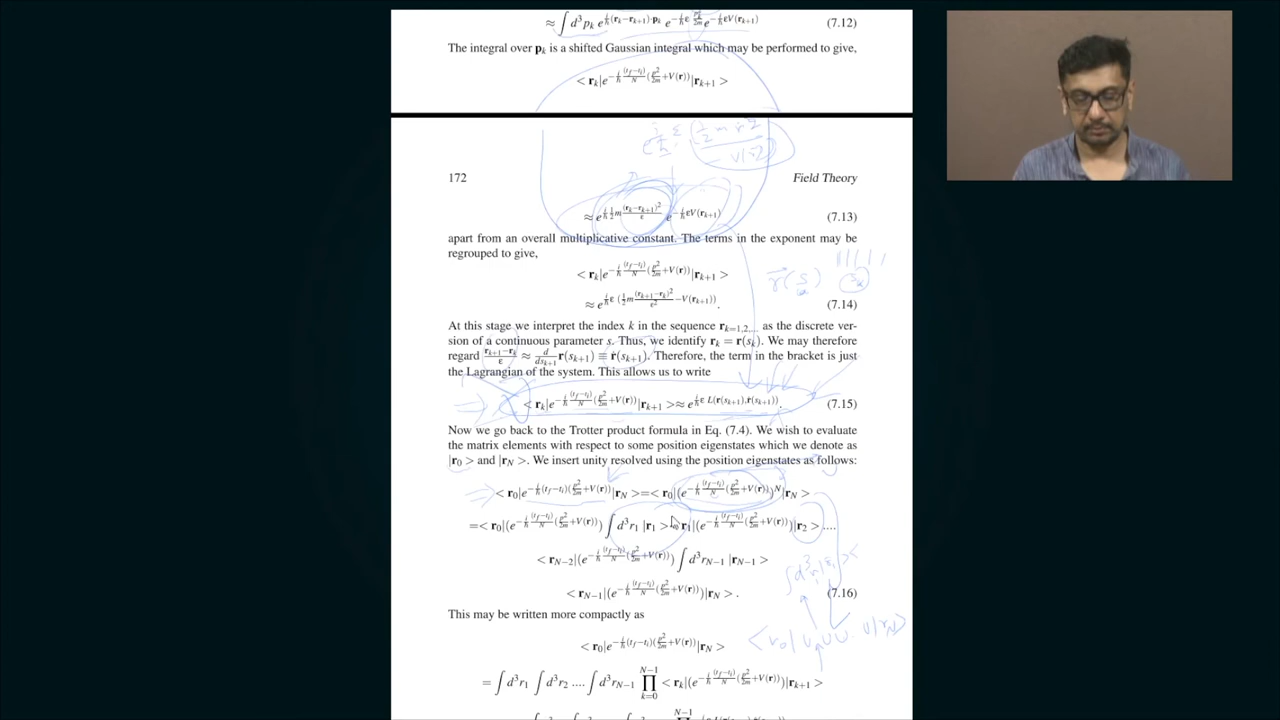 ≈ ∫ d³p_k e^{i/ħ (r_k−r_{k+1})·p_k} e^{−i/ħ ε p_k²/2m} e^{−i/ħ εV(r_{k+1})} (7.12)
The integral over p_k is a shifted Gaussian integral which may be performed to give,
< r_k|e^{−i/ħ (t_f−t_i)/N (p²/2m+V(r))}|r_{k+1} >
e^{i/ħ ε (½ m ṙ²
− V(r))}
172 Field Theory
≈ e^{i/ħ ½m (r_k−r_{k+1})²/ε} e^{−i/ħ εV(r_{k+1})} (7.13)
apart from an overall multiplicative constant. The terms in the exponent may be
regrouped to give,
< r_k|e^{−i/ħ (t_f−t_i)/N (p²/2m+V(r))}|r_{k+1} >
≈ e^{i/ħ ε (½m (r_{k+1}−r_k)²/ε² −V(r_{k+1}))}. (7.14)
At this stage we interpret the index k in the sequence r_{k=1,2,...} as the discrete ver-
sion of a continuous parameter s. Thus, we identify r_k = r(s_k). We may therefore
regard (r_{k+1}−r_k)/ε ≈ d/ds_{k+1} r(s_{k+1}) ≡ ṙ(s_{k+1}). Therefore, the term in the bracket is just
the Lagrangian of the system. This allows us to write
< r_k|e^{−i/ħ (t_f−t_i)/N (p²/2m+V(r))}|r_{k+1} >≈ e^{i/ħ ε L(r(s_{k+1}),ṙ(s_{k+1}))}. (7.15)
Now we go back to the Trotter product formula in Eq. (7.4). We wish to evaluate
the matrix elements with respect to some position eigenstates which we denote as
|r_0 > and |r_N >. We insert unity resolved using the position eigenstates as follows:
< r_0|e^{−i/ħ (t_f−t_i)(p²/2m+V(r))}|r_N >=< r_0|(e^{−i/ħ (t_f−t_i)/N (p²/2m+V(r))})^N|r_N >
=< r_0|(e^{−i/ħ (t_f−t_i)/N (p²/2m+V(r))}) ∫ d³r_1 |r_1 >< r_1|(e^{−i/ħ (t_f−t_i)/N (p²/2m+V(r))})|r_2 > ....
< r_{N−2}|(e^{−i/ħ (t_f−t_i)/N (p²/2m+V(r))}) ∫ d³r_{N−1} |r_{N−1} >
< r_{N−1}|(e^{−i/ħ (t_f−t_i)/N (p²/2m+V(r))})|r_N > . (7.16)
This may be written more compactly as
< r_0|e^{−i/ħ (t_f−t_i)(p²/2m+V(r))}|r_N >
= ∫ d³r_1 ∫ d³r_2 .... ∫ d³r_{N−1} ∏_{k=0}^{N−1} < r_k|(e^{−i/ħ (t_f−t_i)/N (p²/2m+V(r))})|r_{k+1} >
N−1